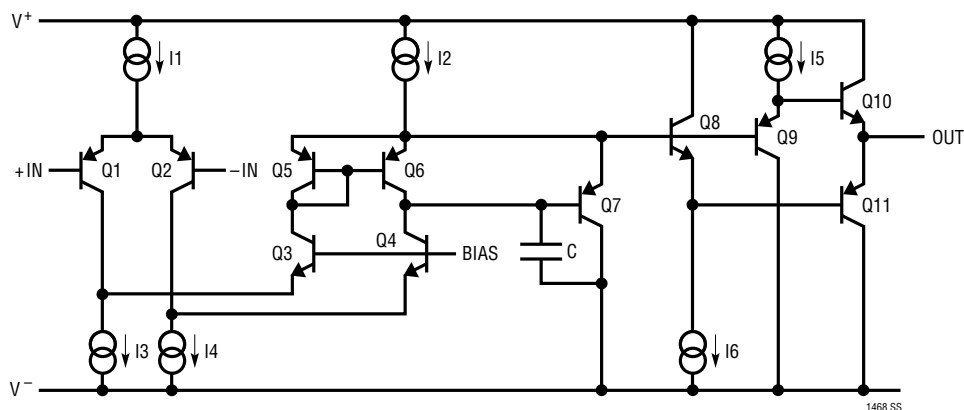 V+
I1
I2
I5
Q10
Q8
Q9
OUT
+IN
Q1
Q2
–IN
Q5
Q6
Q7
Q11
Q3
Q4
BIAS
C
I3
I4
I6
V–
1468 SS